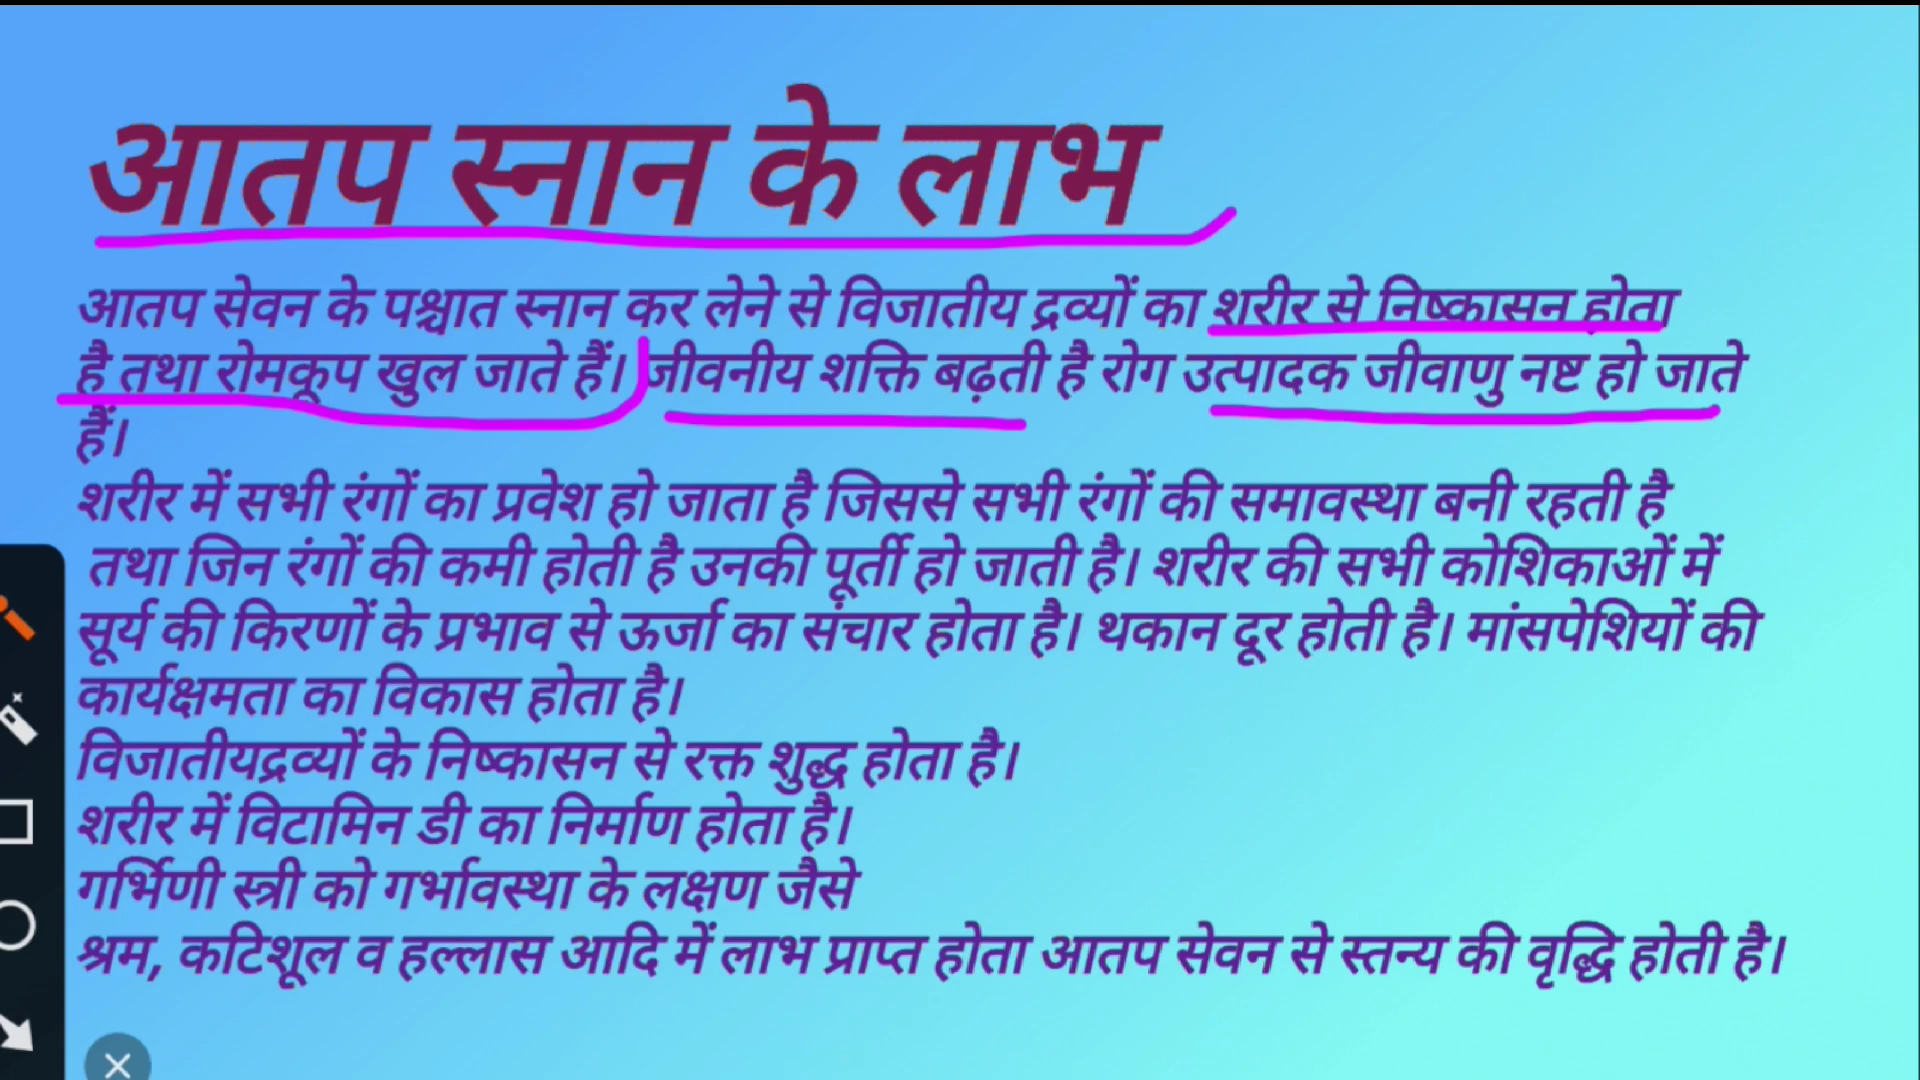 आतप स्नान के लाभ
आतप सेवन के पश्चात स्नान कर लेने से विजातीय द्रव्यों का शरीर से निष्कासन होता
है तथा रोमकूप खुल जाते हैं। जीवनीय शक्ति बढ़ती है रोग उत्पादक जीवाणु नष्ट हो जाते
हैं।
शरीर में सभी रंगों का प्रवेश हो जाता है जिससे सभी रंगों की समावस्था बनी रहती है
तथा जिन रंगों की कमी होती है उनकी पूर्ती हो जाती है। शरीर की सभी कोशिकाओं में
सूर्य की किरणों के प्रभाव से ऊर्जा का संचार होता है। थकान दूर होती है। मांसपेशियों की
कार्यक्षमता का विकास होता है।
विजातीयद्रव्यों के निष्कासन से रक्त शुद्ध होता है।
शरीर में विटामिन डी का निर्माण होता है।
गर्भिणी स्त्री को गर्भावस्था के लक्षण जैसे
श्रम, कटिशूल व हल्लास आदि में लाभ प्राप्त होता आतप सेवन से स्तन्य की वृद्धि होती है।